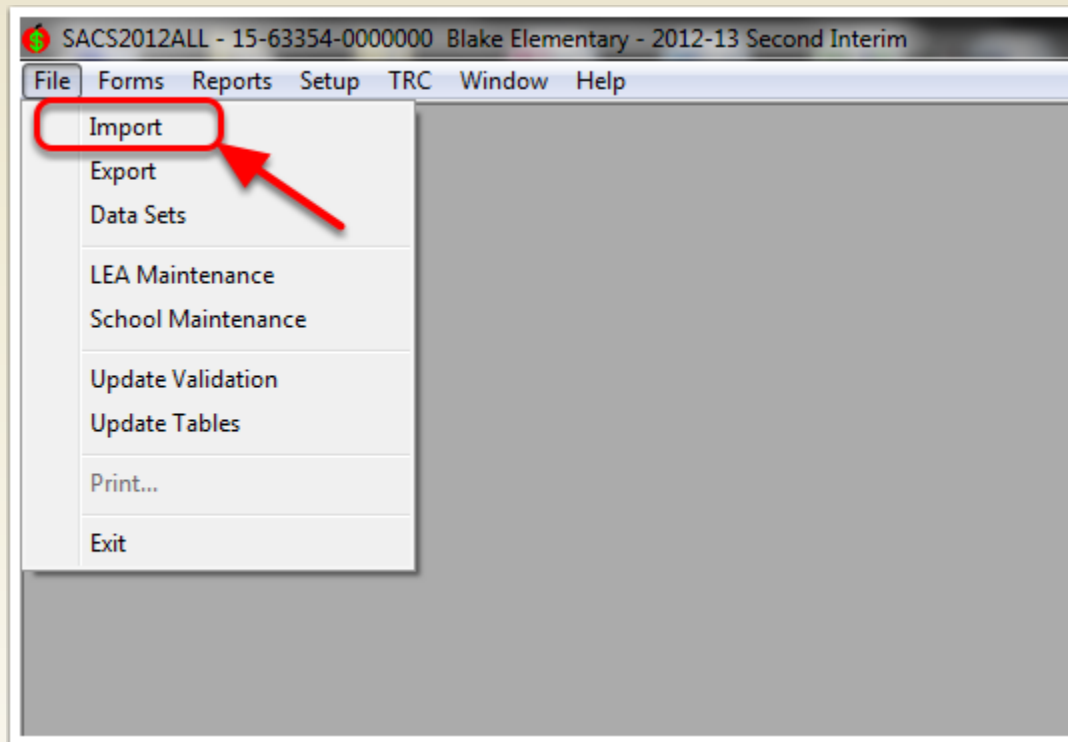 SACS2012ALL - 15-63354-0000000 Blake Elementary - 2012-13 Second Interim
File Forms Reports Setup TRC Window Help
Import
Export
Data Sets
LEA Maintenance
School Maintenance
Update Validation
Update Tables
Print...
Exit